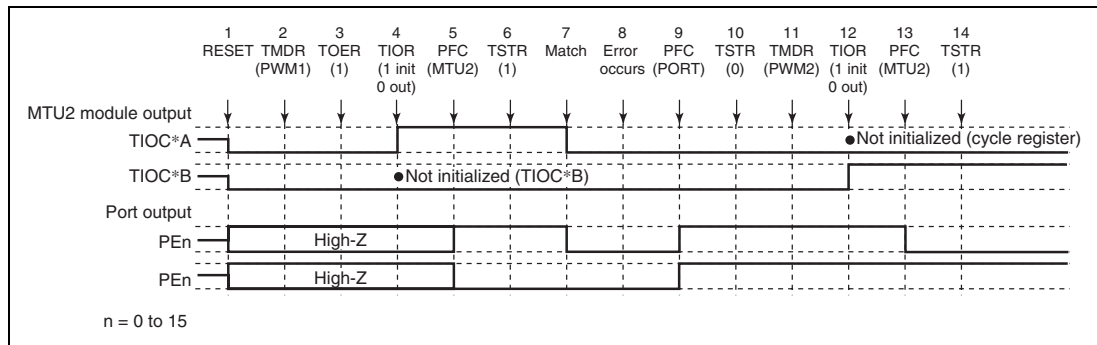 1 2 3 4 5 6 7 8 9 10 11 12 13 14
RESET TMDR TOER TIOR PFC TSTR Match Error PFC TSTR TMDR TIOR PFC TSTR
(PWM1) (1) (1 init (MTU2) (1) occurs (PORT) (0) (PWM2) (1 init (MTU2) (1)
0 out) 0 out)
MTU2 module output
TIOC*A
●Not initialized (cycle register)
TIOC*B
●Not initialized (TIOC*B)
Port output
PEn High-Z
PEn High-Z
n = 0 to 15